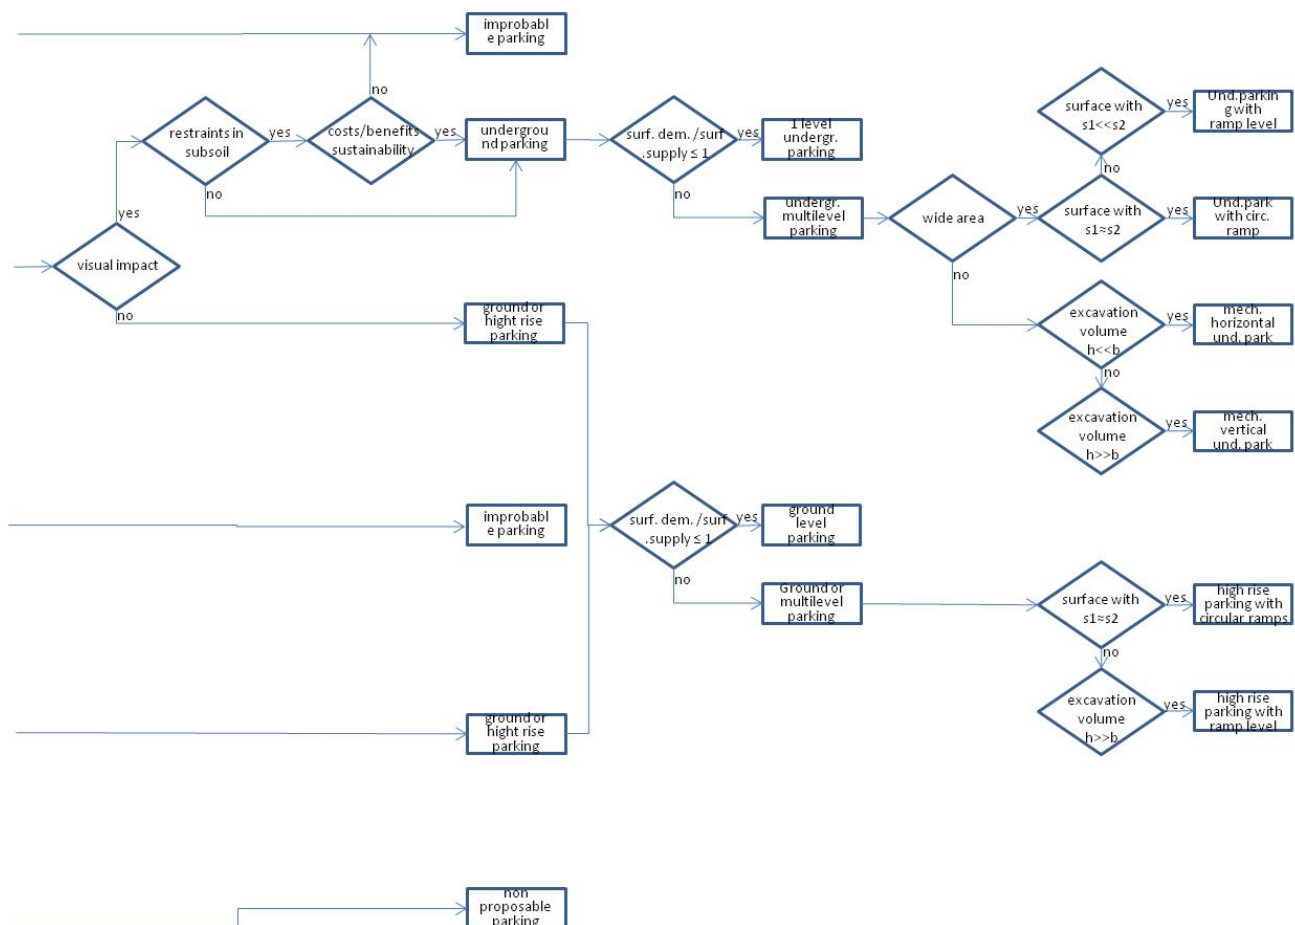 improbabl
e parking
no
restraints in
subsoil
yes
costs/benefits
sustainability
yes
undergrou
nd parking
surf. dem. /surf
.supply ≤ 1
yes
1 level
undergr.
parking
surface with
s1<<s2
yes
Und.parkin
g with
ramp level
no
no
no
yes
visual impact
no
undergr.
multilevel
parking
wide area
yes
surface with
s1≈s2
yes
Und.park
with circ.
ramp
no
ground or
hight rise
parking
excavation
volume
h<<b
yes
mech.
horizontal
und. park
no
excavation
volume
h>>b
yes
mech.
vertical
und. park
improbabl
e parking
surf. dem. /surf
.supply ≤ 1
yes
ground
level
parking
no
Ground or
multilevel
parking
surface with
s1≈s2
yes
high rise
parking with
circular ramps
no
ground or
hight rise
parking
excavation
volume
h>>b
yes
high rise
parking with
ramp level
non
proposable
parking